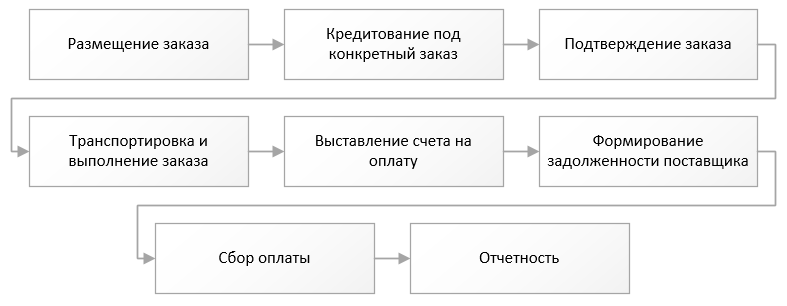 Размещение заказа
Кредитование под
конкретный заказ
Подтверждение заказа
Транспортировка и
выполнение заказа
Выставление счета на
оплату
Формирование
задолженности поставщика
Сбор оплаты
Отчетность